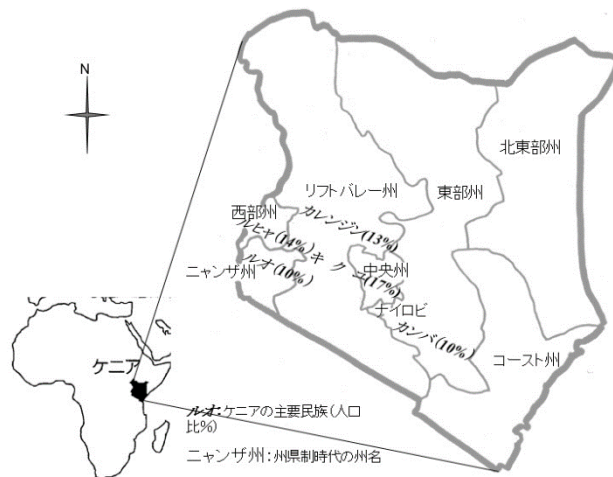 N
北東部州
リフトバレー州
東部州
西部州
カレンジン(13%)
ルヒャ(14%)
キクユ(17%)
ニャンザ州
ルオ(10%)
中央州
ナイロビ
カンバ(10%)
コースト州
ケニア
ルオ:ケニアの主要民族(人口
比%)
ニャンザ州:州県制時代の州名